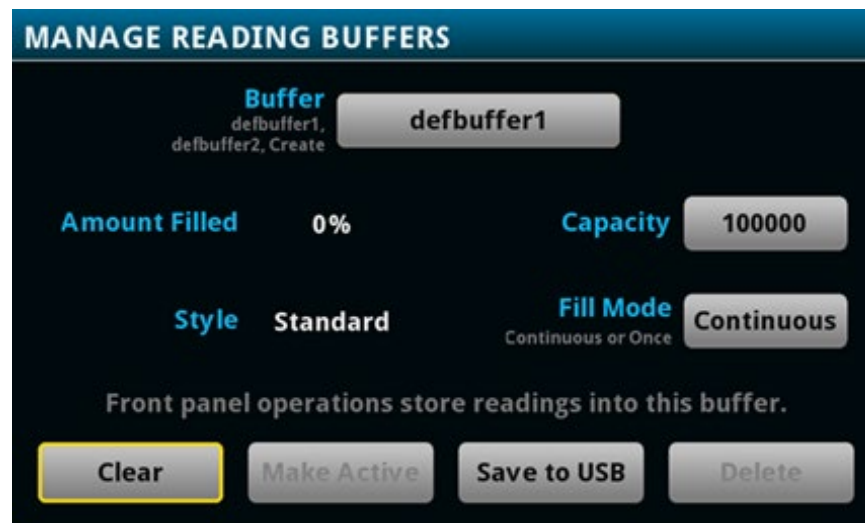 MANAGE READING BUFFERS
Buffer
defbuffer1,
defbuffer2, Create
defbuffer1
Amount Filled 0% Capacity 100000
Style Standard Fill Mode
Continuous or Once
Continuous
Front panel operations store readings into this buffer.
Clear Make Active Save to USB Delete